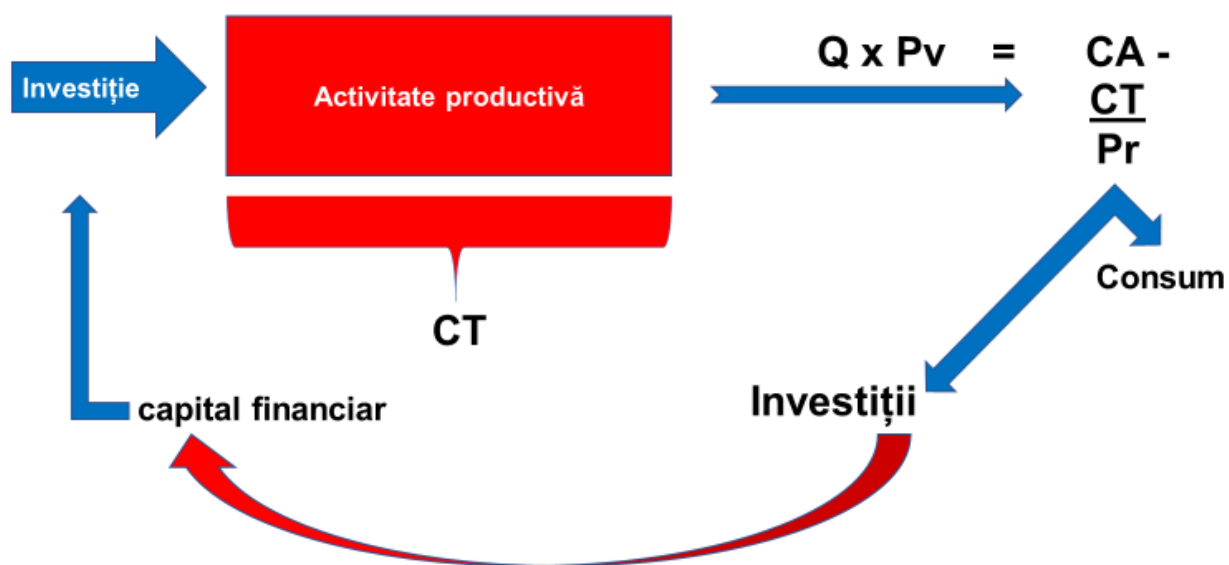 Investiție
Activitate productivă
Q x Pv = CA -
CT
Pr
Consum
CT
Investiții
capital financiar